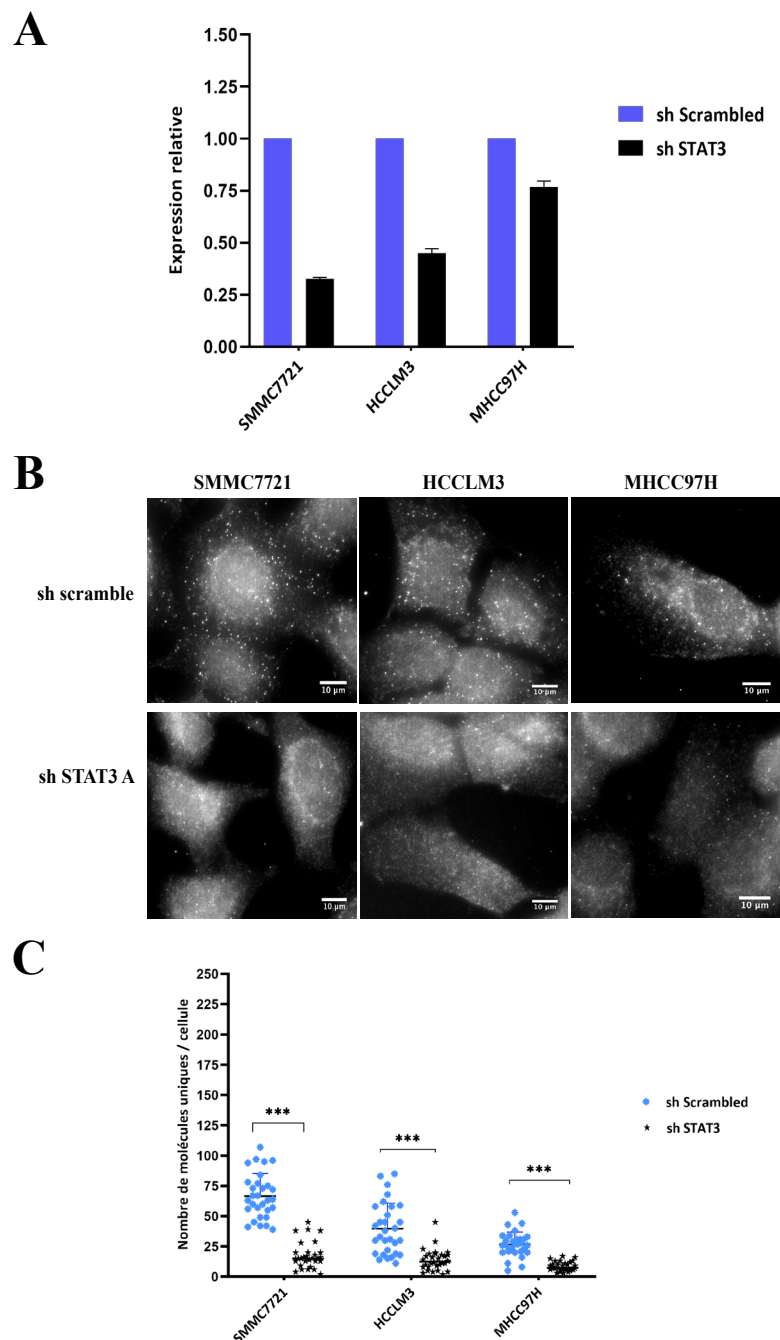 A
1.50
1.25
1.00
0.75
0.50
0.25
0.00
Expression relative
SMMC7721
HCCLM3
MHCC97H
sh Scrambled
sh STAT3
B
SMMC7721 HCCLM3 MHCC97H
sh scramble
10 µm 10 µm 10 µm
sh STAT3 A
10 µm 10 µm 10 µm
C
250
225
200
175
150
125
100
75
50
25
0
Nombre de molécules uniques / cellule
*** *** ***
SMMC7721
HCCLM3
MHCC97H
sh Scrambled
sh STAT3